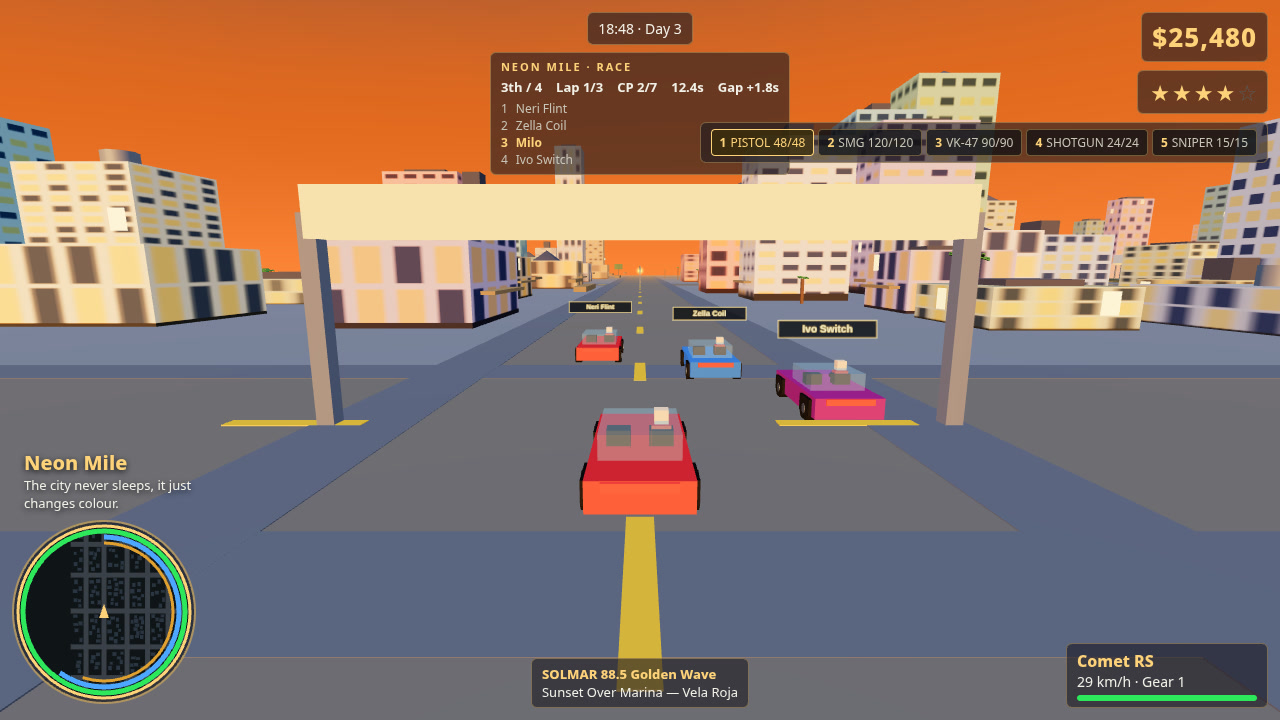 18:48 · Day 3
NEON MILE · RACE
3th / 4 Lap 1/3 CP 2/7 12.4s Gap +1.8s
1 Neri Flint
2 Zella Coil
3 Milo
4 Ivo Switch
$25,480
★★★★☆
1 PISTOL 48/48 2 SMG 120/120 3 VK-47 90/90 4 SHOTGUN 24/24 5 SNIPER 15/15
Neri Flint
Zella Coil
Ivo Switch
Neon Mile
The city never sleeps, it just
changes colour.
SOLMAR 88.5 Golden Wave
Sunset Over Marina — Vela Roja
Comet RS
29 km/h · Gear 1